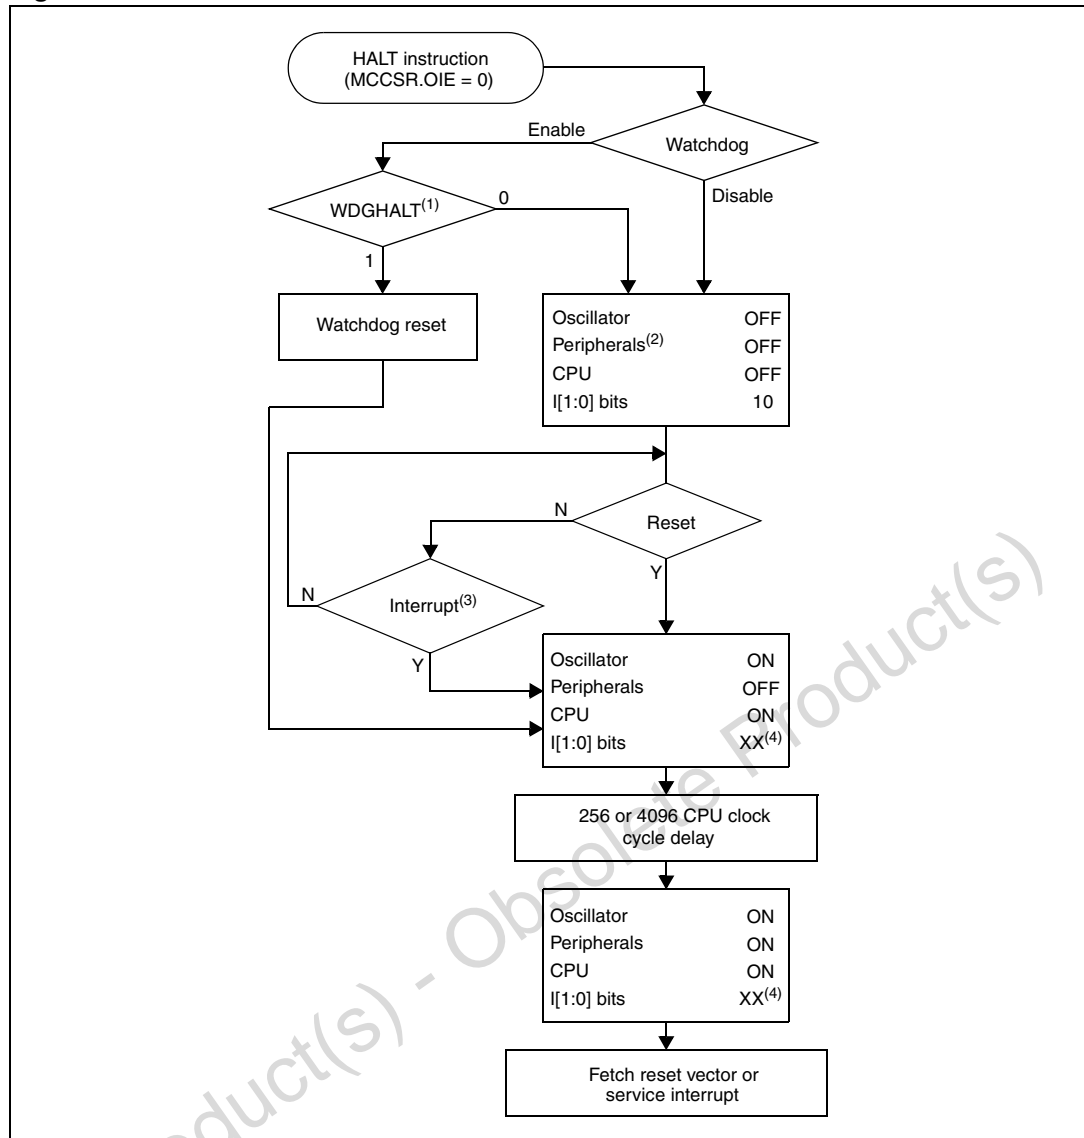 HALT instruction
(MCCSR.OIE = 0)
Enable
Watchdog
Disable
WDGHALT(1)
0
1
Watchdog reset
Oscillator OFF
Peripherals(2) OFF
CPU OFF
I[1:0] bits 10
N
Reset
Y
N
Interrupt(3)
Y
Oscillator ON
Peripherals OFF
CPU ON
I[1:0] bits XX(4)
256 or 4096 CPU clock
cycle delay
Oscillator ON
Peripherals ON
CPU ON
I[1:0] bits XX(4)
Fetch reset vector or
service interrupt
oduct(s) - Obsolete Product(s)